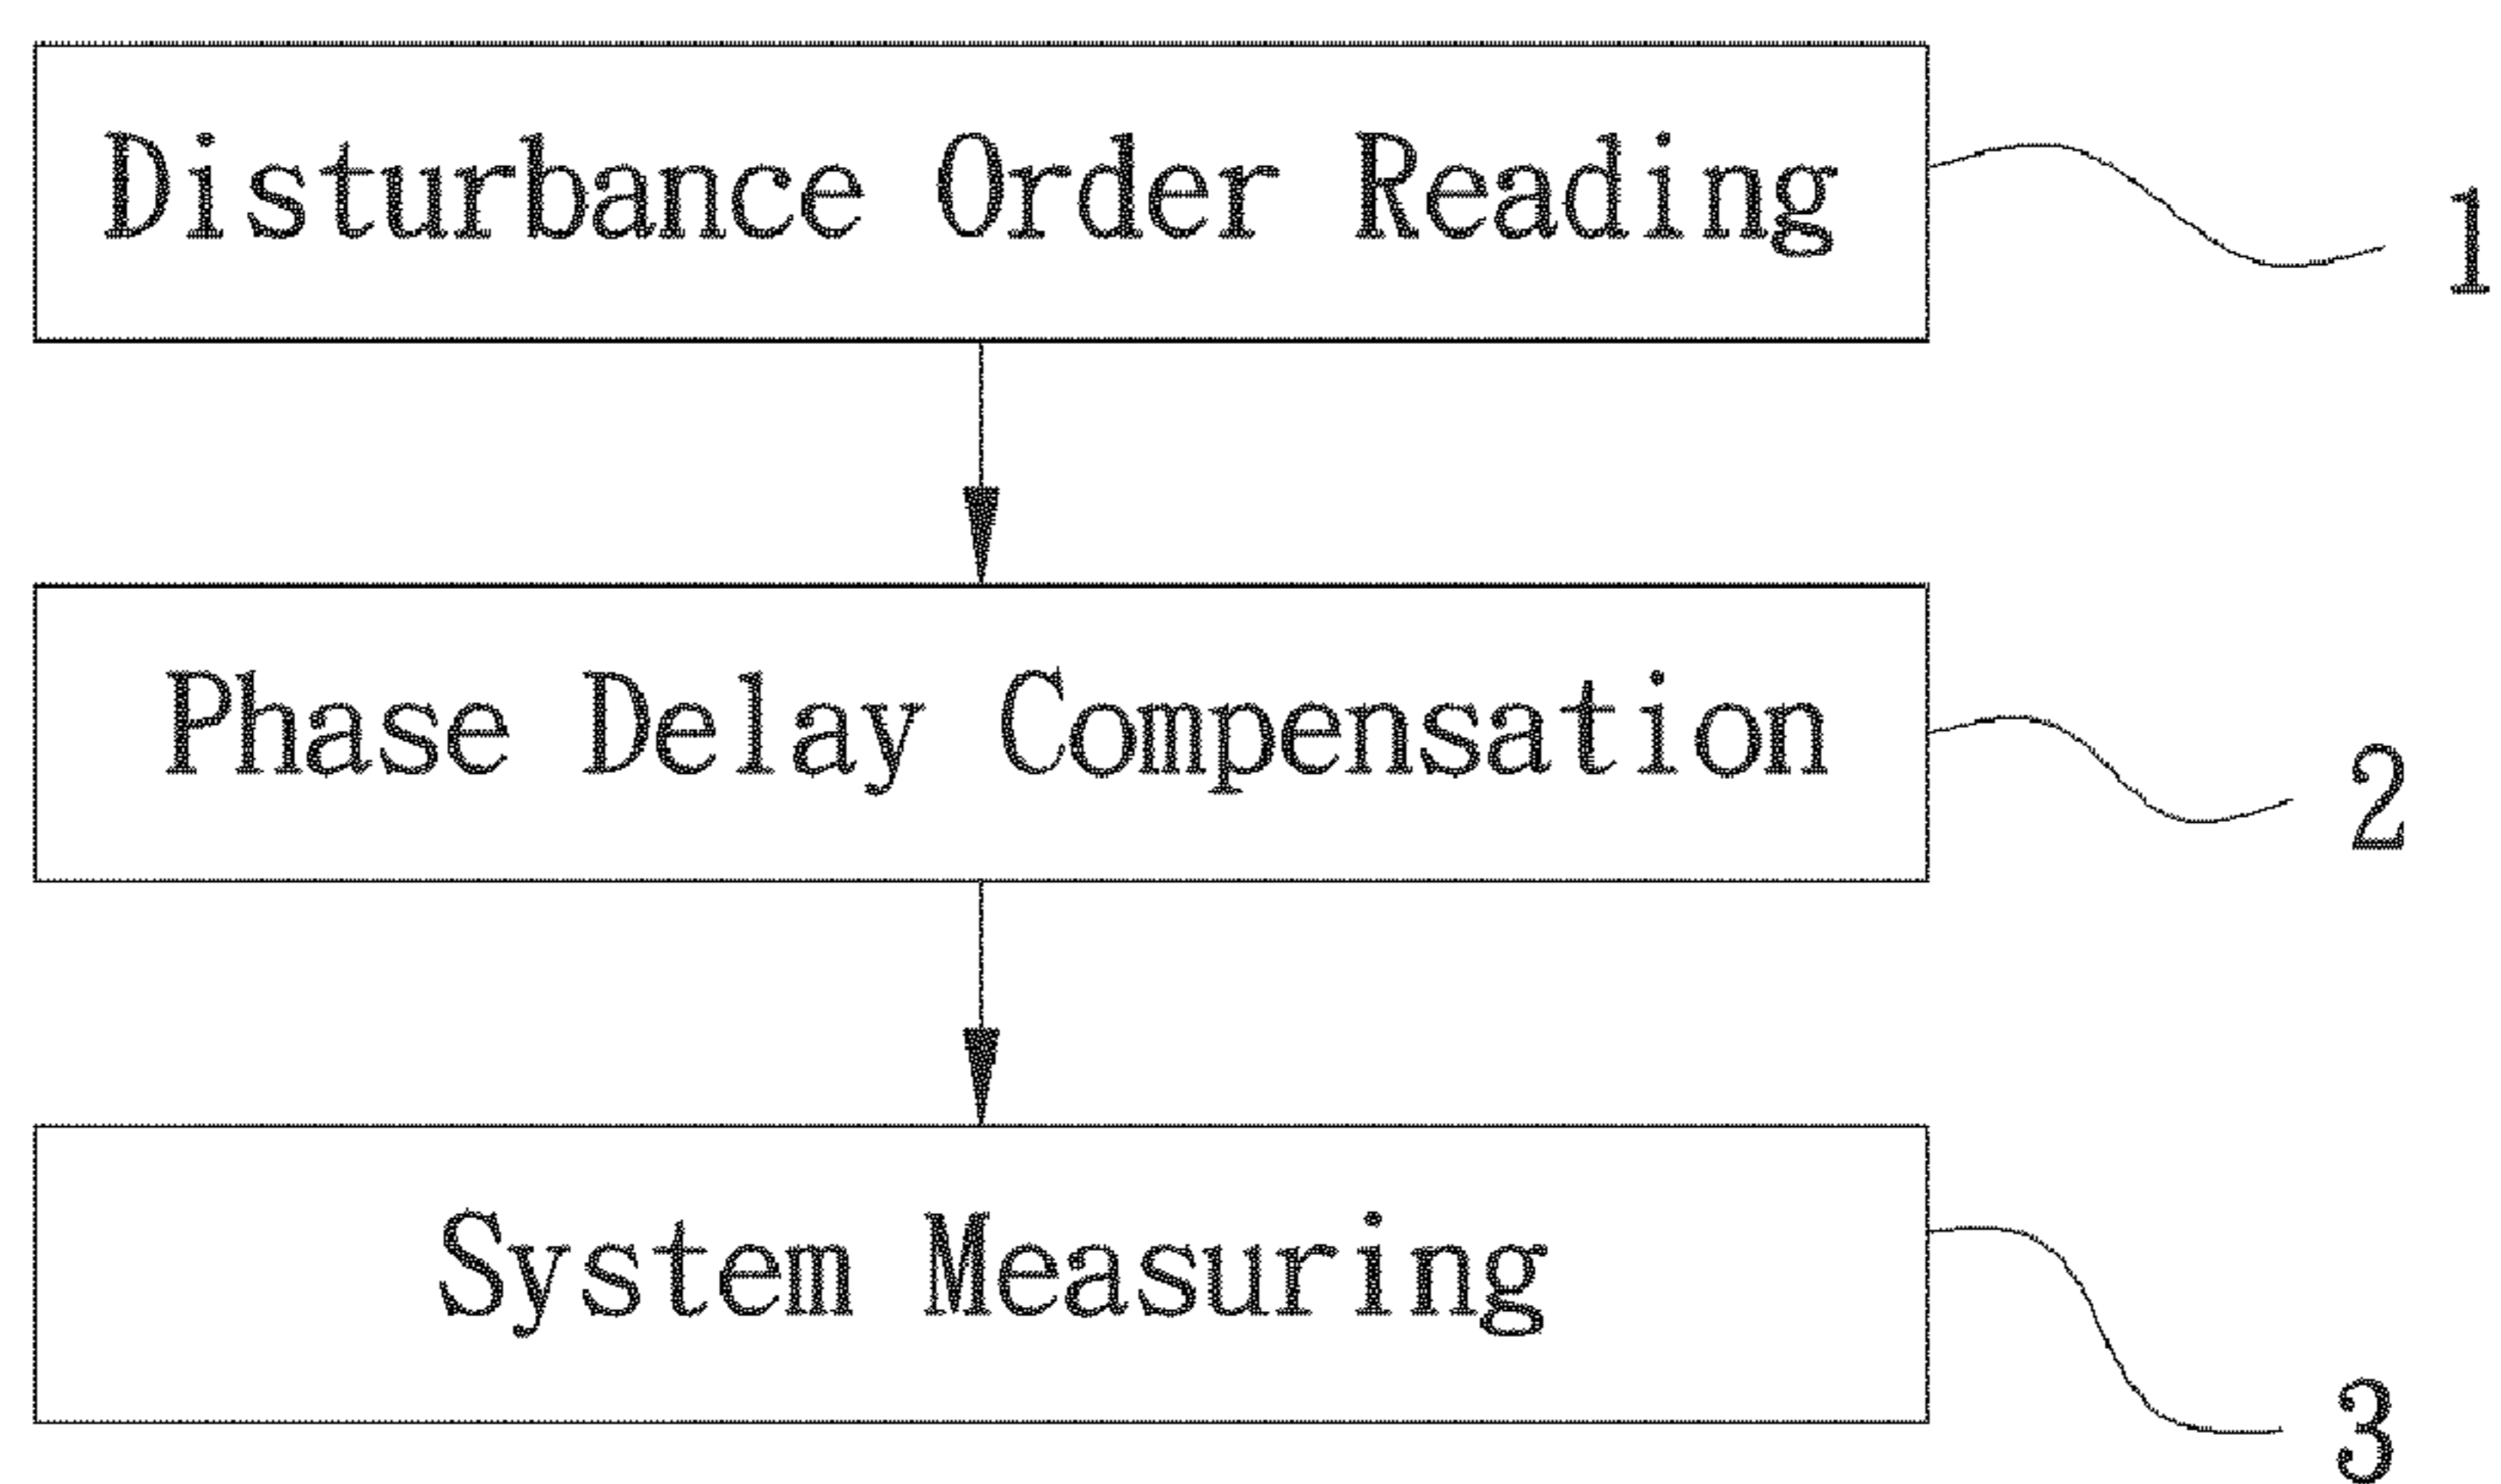 Disturbance Order Reading
1
Phase Delay Compensation
2
System Measuring
3